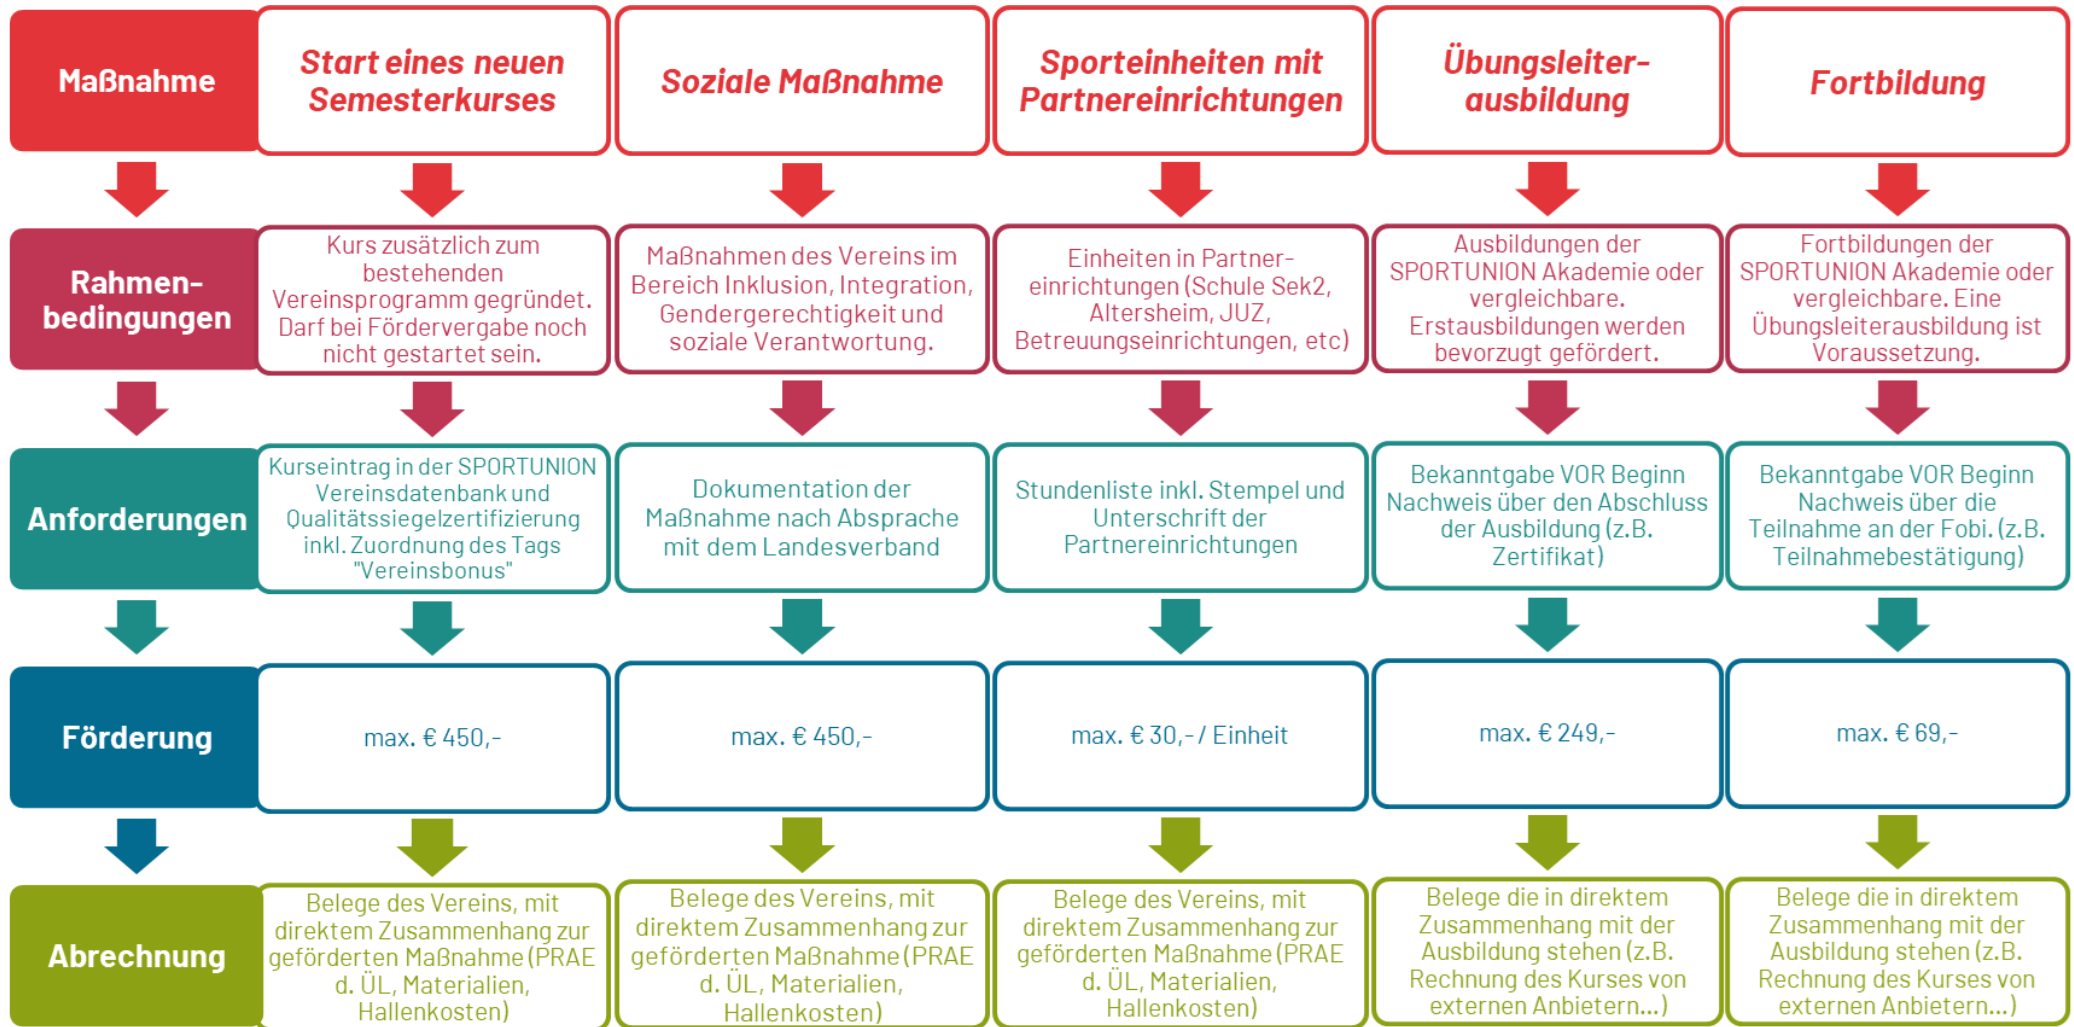 Maßnahme
Start eines neuen
Semesterkurses
Soziale Maßnahme
Sporteinheiten mit
Partnereinrichtungen
Übungsleiter-
ausbildung
Fortbildung
Rahmen-
bedingungen
Kurs zusätzlich zum
bestehenden
Vereinsprogramm gegründet.
Darf bei Fördervergabe noch
nicht gestartet sein.
Maßnahmen des Vereins im
Bereich Inklusion, Integration,
Gendergerechtigkeit und
soziale Verantwortung.
Einheiten in Partner-
einrichtungen (Schule Sek2,
Altersheim, JUZ,
Betreuungseinrichtungen, etc)
Ausbildungen der
SPORTUNION Akademie oder
vergleichbare.
Erstausbildungen werden
bevorzugt gefördert.
Fortbildungen der
SPORTUNION Akademie oder
vergleichbare. Eine
Übungsleiterausbildung ist
Voraussetzung.
Anforderungen
Kurseintrag in der SPORTUNION
Vereinsdatenbank und
Qualitätssiegelzertifizierung
inkl. Zuordnung des Tags
"Vereinsbonus"
Dokumentation der
Maßnahme nach Absprache
mit dem Landesverband
Stundenliste inkl. Stempel und
Unterschrift der
Partnereinrichtungen
Bekanntgabe VOR Beginn
Nachweis über den Abschluss
der Ausbildung (z.B.
Zertifikat)
Bekanntgabe VOR Beginn
Nachweis über die
Teilnahme an der Fobi. (z.B.
Teilnahmebestätigung)
Förderung
max. € 450,-
max. € 450,-
max. € 30,- / Einheit
max. € 249,-
max. € 69,-
Abrechnung
Belege des Vereins, mit
direktem Zusammenhang zur
geförderten Maßnahme (PRAE
d. ÜL, Materialien,
Hallenkosten)
Belege des Vereins, mit
direktem Zusammenhang zur
geförderten Maßnahme (PRAE
d. ÜL, Materialien,
Hallenkosten)
Belege des Vereins, mit
direktem Zusammenhang zur
geförderten Maßnahme (PRAE
d. ÜL, Materialien,
Hallenkosten)
Belege die in direktem
Zusammenhang mit der
Ausbildung stehen (z.B.
Rechnung des Kurses von
externen Anbietern...)
Belege die in direktem
Zusammenhang mit der
Ausbildung stehen (z.B.
Rechnung des Kurses von
externen Anbietern...)